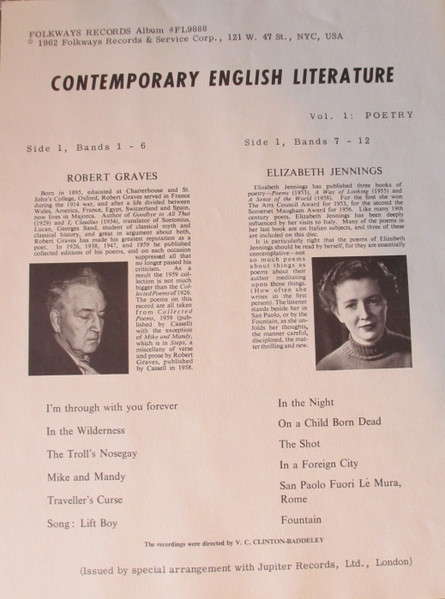 FOLKWAYS RECORDS Album #FL9888
© 1962 Folkways Records & Service Corp., 121 W. 47 St., NYC, USA
CONTEMPORARY ENGLISH LITERATURE
Vol. 1: POETRY
Side 1, Bands 1 - 6
ROBERT GRAVES
Born in 1895, educated at Charterhouse and St.
John's College, Oxford, Robert Graves served in France
during the 1914 war, and after a life divided between
Wales, America, France, Egypt, Switzerland and Spain,
now lives in Majorca. Author of Goodbye to All That
(1929) and I, Claudius (1934), translator of Suetonius,
Lucan, Georges Sand, student of classical myth and
classical history, and great in argument about both,
Robert Graves has made his greatest reputation as a
poet. In 1926, 1938, 1947, and 1959 he published
collected editions of his poems, and on each occasion
suppressed all that
no longer passed his
criticism. As a
result the 1959 col-
lection is not much
bigger than the Col-
lected Poems of 1926.
The poems on this
record are all taken
from Collected
Poems, 1959 (pub-
lished by Cassell)
with the exception
of Mike and Mandy,
which is in Steps, a
miscellany of verse
and prose by Robert
Graves, published
by Cassell in 1958.
I'm through with you forever
In the Wilderness
The Troll's Nosegay
Mike and Mandy
Traveller's Curse
Song: Lift Boy
Side 1, Bands 7 - 12
ELIZABETH JENNINGS
Elizabeth Jennings has published three books of
poetry—Poems (1953), A Way of Looking (1955) and
A Sense of the World (1958). For the first she won
The Arts Council Award for 1953, for the second the
Somerset Maugham Award for 1956. Like many 19th
century poets, Elizabeth Jennings has been deeply
influenced by her visits to Italy. Many of the poems in
her last book are on Italian subjects, and three of these
are included on this disc.
It is particularly right that the poems of Elizabeth
Jennings should be read by herself, for they are essentially
contemplative—not
so much poems
about things as
poems about their
author meditating
upon those things.
(How often she
writes in the first
person). The listener
stands beside her in
San Paolo, or by the
Fountain, as she un-
folds her thoughts,
the manner careful,
disciplined, the mat-
ter thrilling and new.
In the Night
On a Child Born Dead
The Shot
In a Foreign City
San Paolo Fuori Le Mura,
Rome
Fountain
The recordings were directed by V. C. CLINTON-BADDELEY
(Issued by special arrangement with Jupiter Records, Ltd., London)